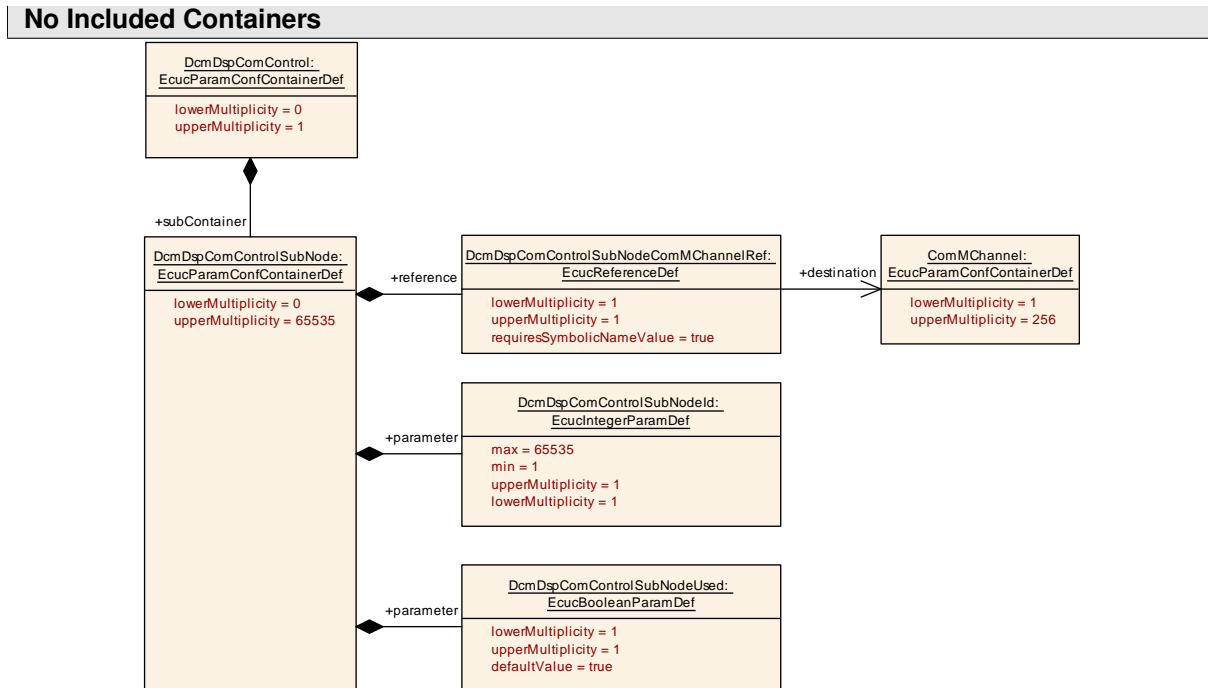 No Included Containers
DcmDspComControl:
EcucParamConfContainerDef
lowerMultiplicity = 0
upperMultiplicity = 1
+subContainer
DcmDspComControlSubNode:
EcucParamConfContainerDef
lowerMultiplicity = 0
upperMultiplicity = 65535
+reference
DcmDspComControlSubNodeComMChannelRef:
EcucReferenceDef
lowerMultiplicity = 1
upperMultiplicity = 1
requiresSymbolicNameValue = true
+destination
ComMChannel:
EcucParamConfContainerDef
lowerMultiplicity = 1
upperMultiplicity = 256
+parameter
DcmDspComControlSubNodeId:
EcucIntegerParamDef
max = 65535
min = 1
upperMultiplicity = 1
lowerMultiplicity = 1
+parameter
DcmDspComControlSubNodeUsed:
EcucBooleanParamDef
lowerMultiplicity = 1
upperMultiplicity = 1
defaultValue = true